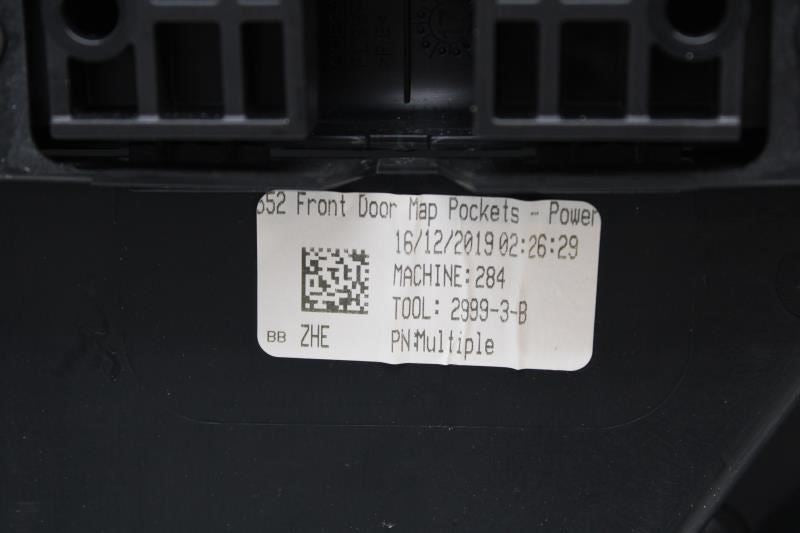 652 Front Door Map Pockets - Power
16/12/2019 02:26:29
MACHINE: 284
TOOL: 2999-3-B
BB ZHE
PN:Multiple